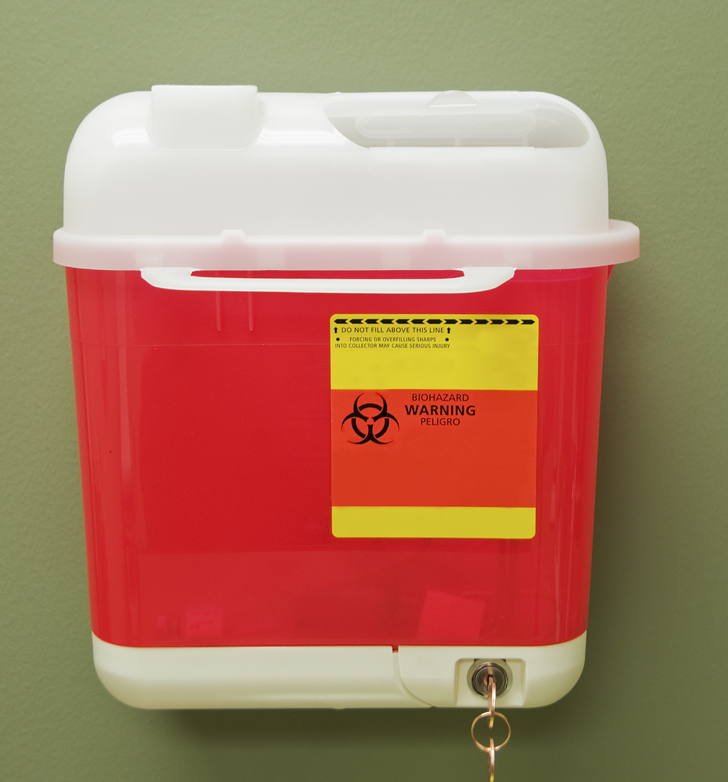 DO NOT FILL ABOVE THIS LINE
FORCING OR OVERFILLING SHARPS
INTO COLLECTOR MAY CAUSE SERIOUS INJURY
BIOHAZARD
WARNING
PELIGRO